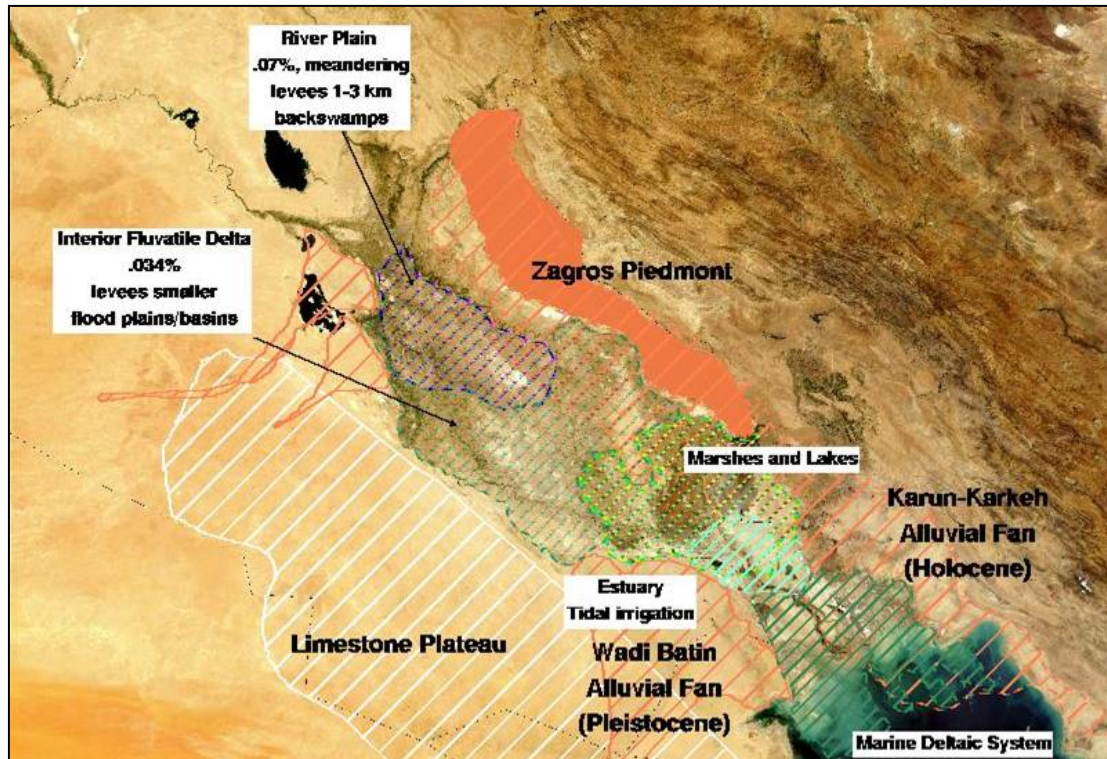 River Plain
.07%, meandering
levees 1-3 km
backswamps
Interior Fluvatile Delta
.034%
levees smaller
flood plains/basins
Zagros Piedmont
Marshes and Lakes
Karun-Karkeh
Alluvial Fan
(Holocene)
Estuary
Tidal irrigation
Limestone Plateau
Wadi Batin
Alluvial Fan
(Pleistocene)
Marine Deltaic System